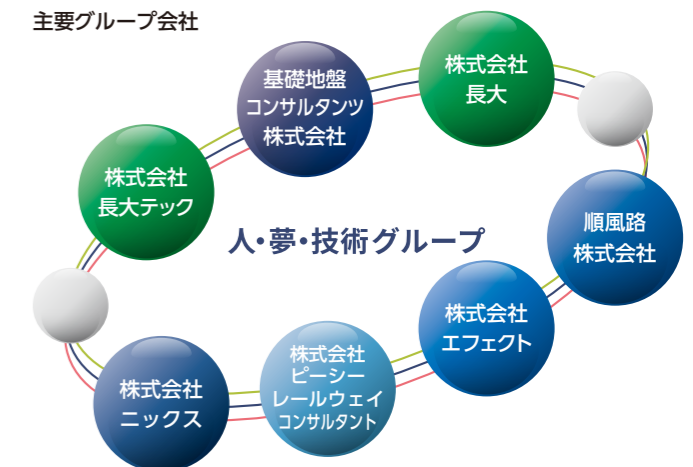 主要グループ会社
株式会社
長大
基礎地盤
コンサルタンツ
株式会社
株式会社
長大テック
人・夢・技術グループ
順風路
株式会社
株式会社
エフェクト
株式会社
ピーシー
レールウェイ
コンサルタント
株式会社
ニックス